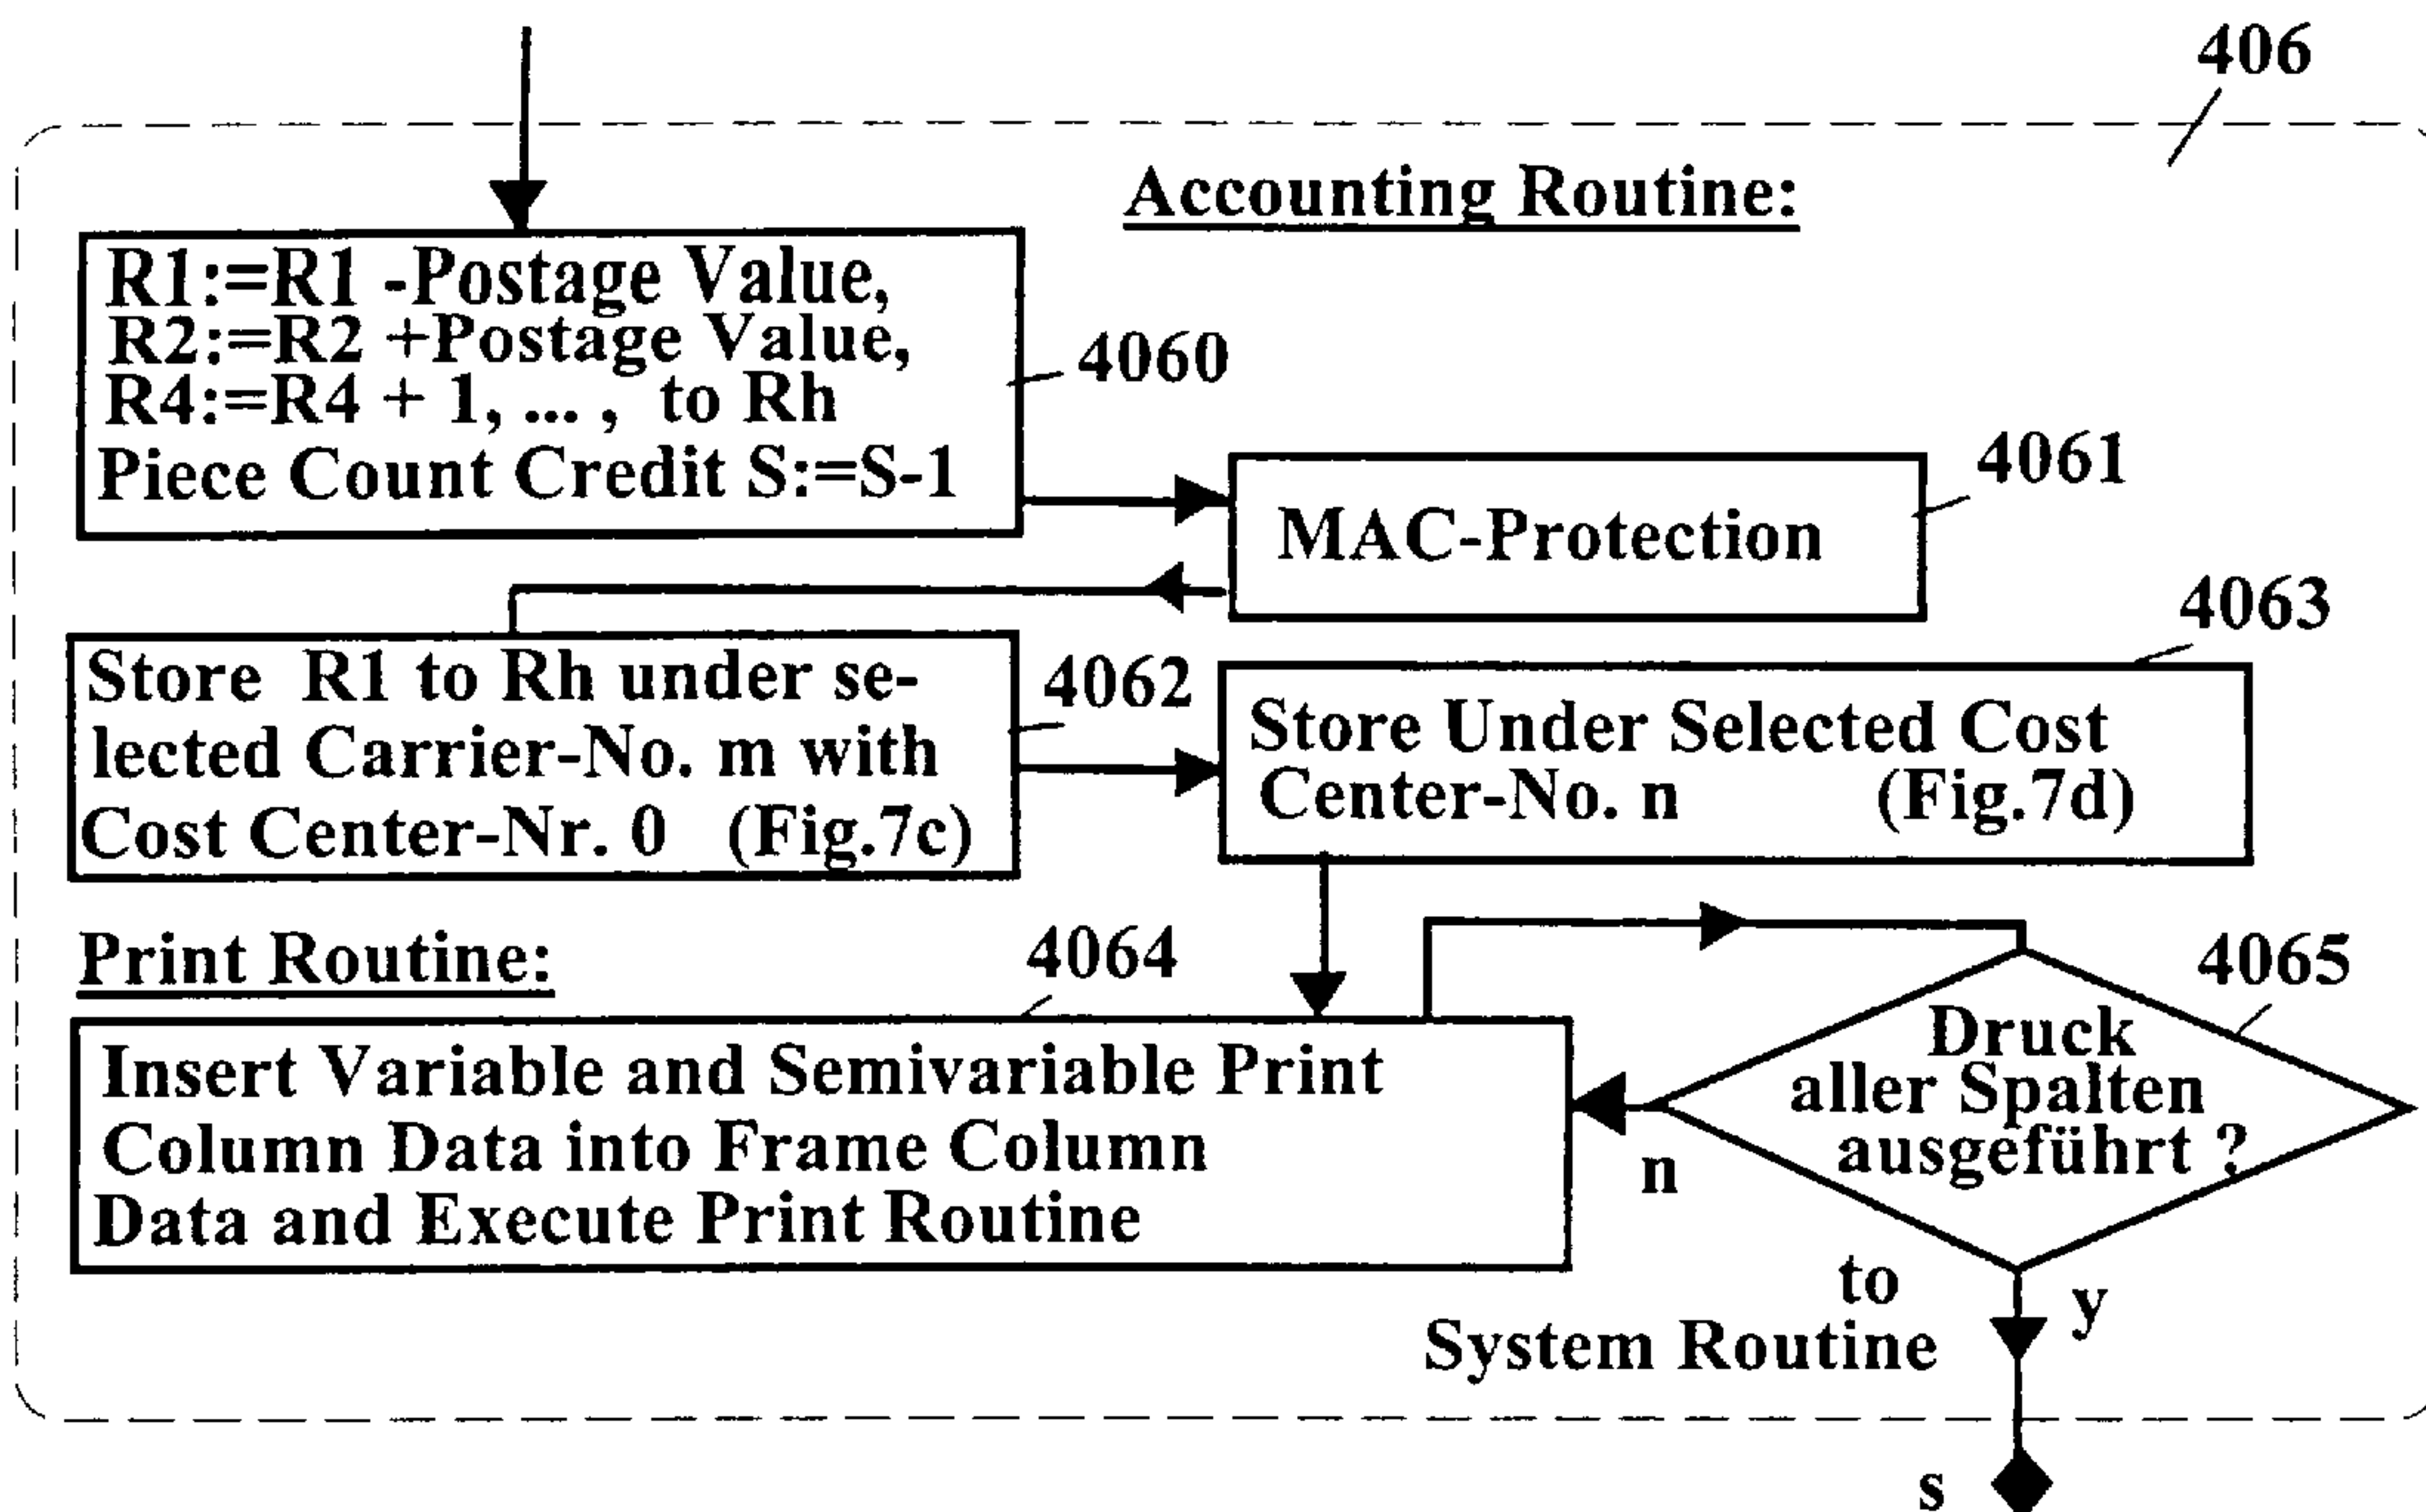 406
Accounting Routine:
R1:=R1 -Postage Value,
R2:=R2 +Postage Value,
R4:=R4 + 1, ... , to Rh
Piece Count Credit S:=S-1
4060
4061
MAC-Protection
Store R1 to Rh under se-
lected Carrier-No. m with
Cost Center-Nr. 0 (Fig.7c)
4062
4063
Store Under Selected Cost
Center-No. n (Fig.7d)
Print Routine:
4064
Insert Variable and Semivariable Print
Column Data into Frame Column
Data and Execute Print Routine
4065
Druck
aller Spalten
ausgeführt ?
n
y
to
System Routine
s